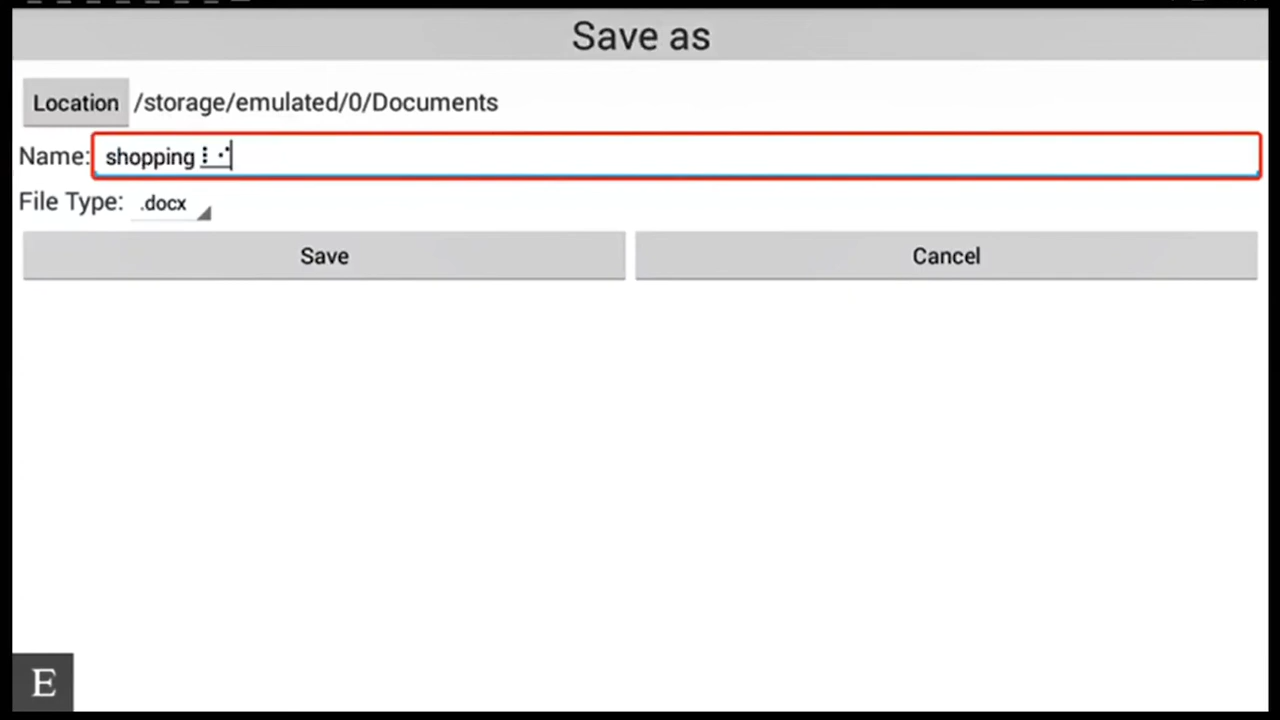 Save as
Location /storage/emulated/0/Documents
Name: shopping ⠇⠊
File Type: .docx
Save Cancel
E